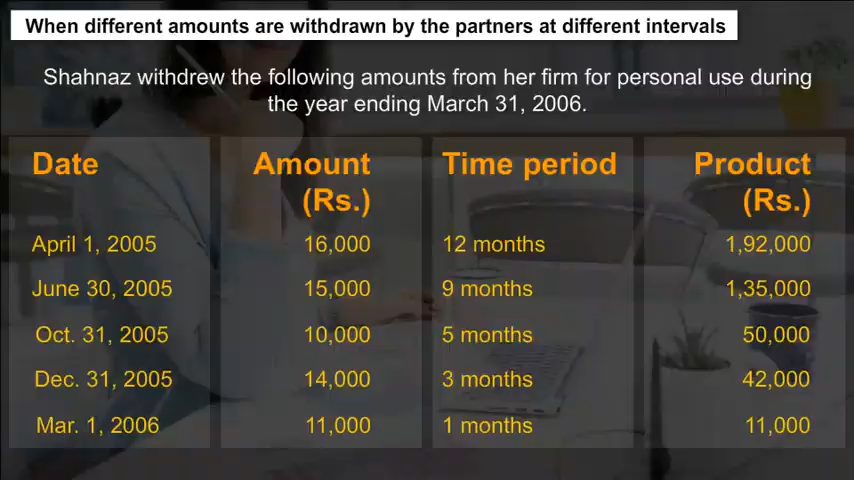 When different amounts are withdrawn by the partners at different intervals
Shahnaz withdrew the following amounts from her firm for personal use during
the year ending March 31, 2006.
Date Amount (Rs.) Time period Product (Rs.)
April 1, 2005 16,000 12 months 1,92,000
June 30, 2005 15,000 9 months 1,35,000
Oct. 31, 2005 10,000 5 months 50,000
Dec. 31, 2005 14,000 3 months 42,000
Mar. 1, 2006 11,000 1 months 11,000